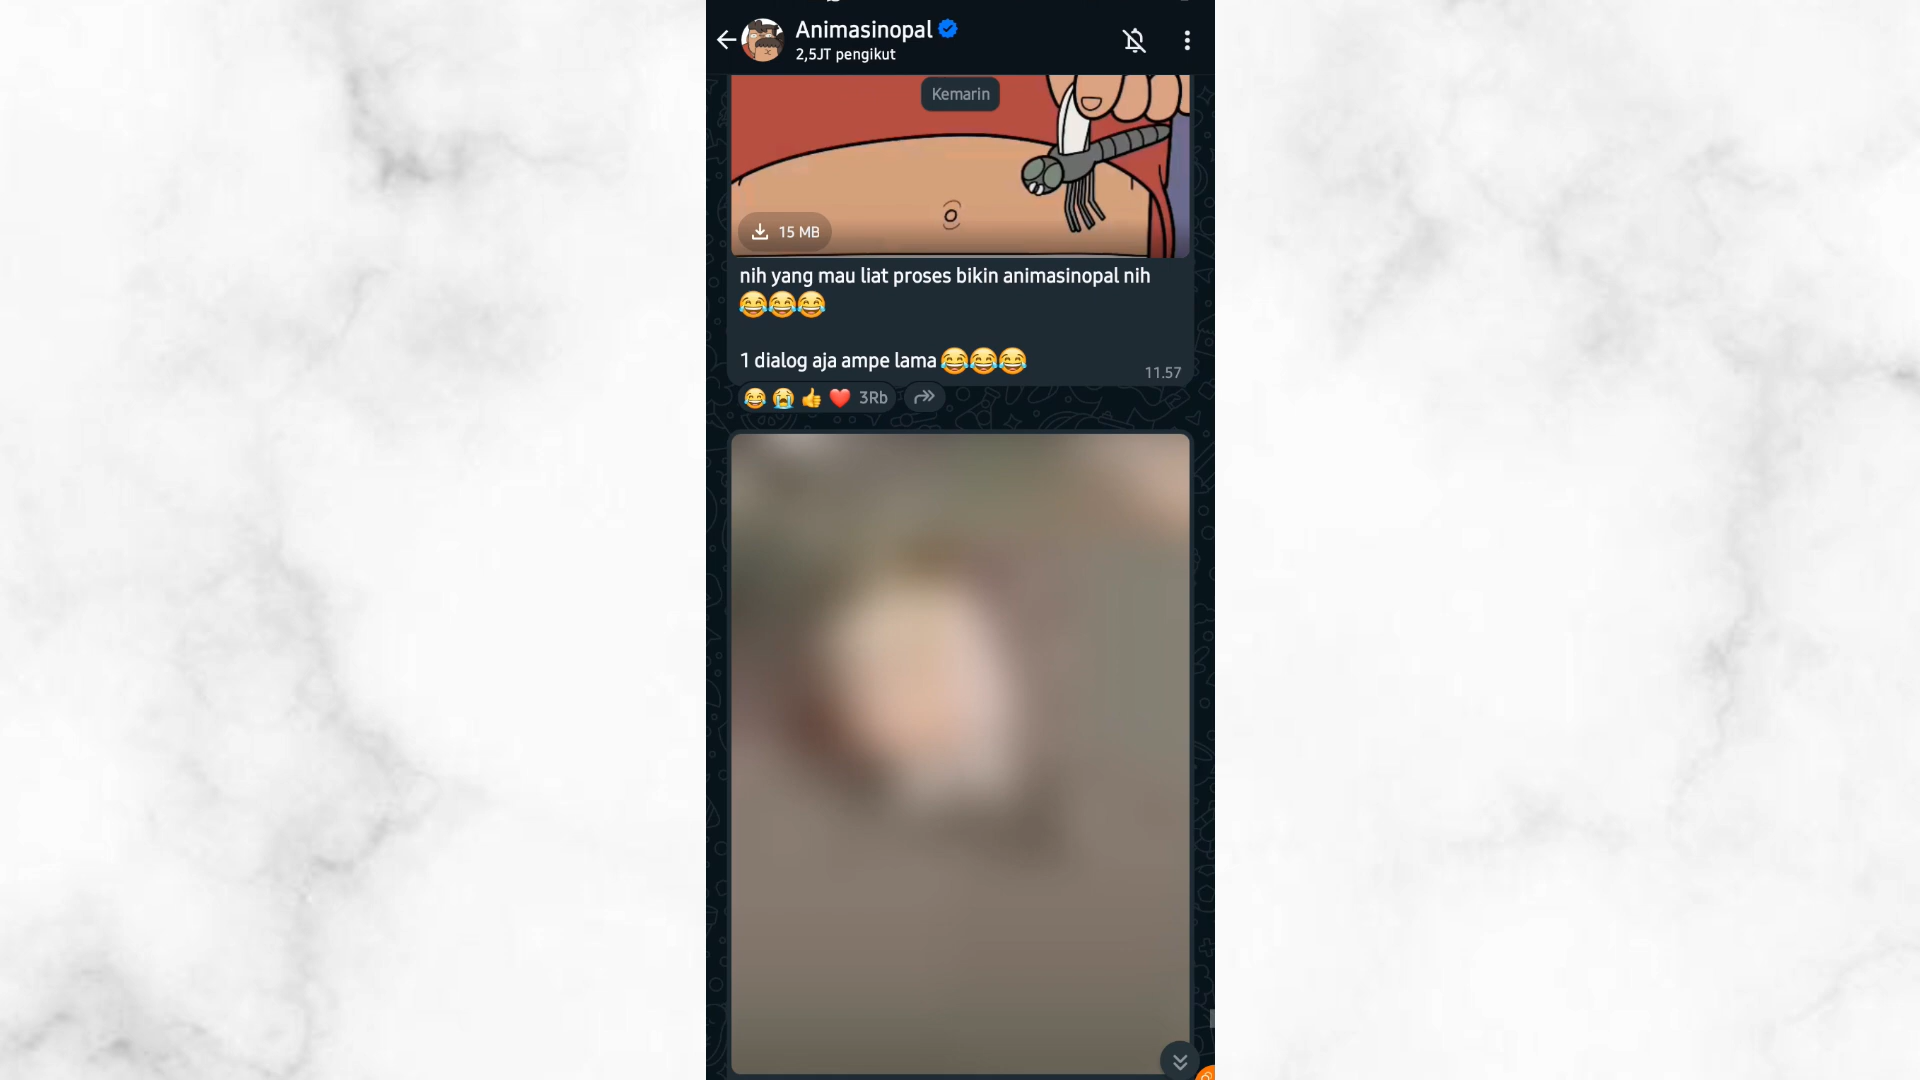 Animasinopal
2,5JT pengikut
Kemarin
15 MB
nih yang mau liat proses bikin animasinopal nih
😂😂😂
1 dialog aja ampe lama 😂😂😂
11.57
😂😭👍❤️ 3Rb